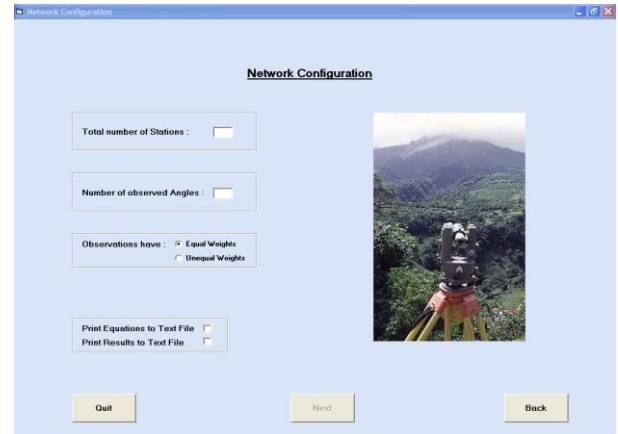 Network Configuration
Network Configuration
Total number of Stations :
Number of observed Angles :
Observations have : Equal Weights
Unequal Weights
Print Equations to Text File
Print Results to Text File
Quit Next Back